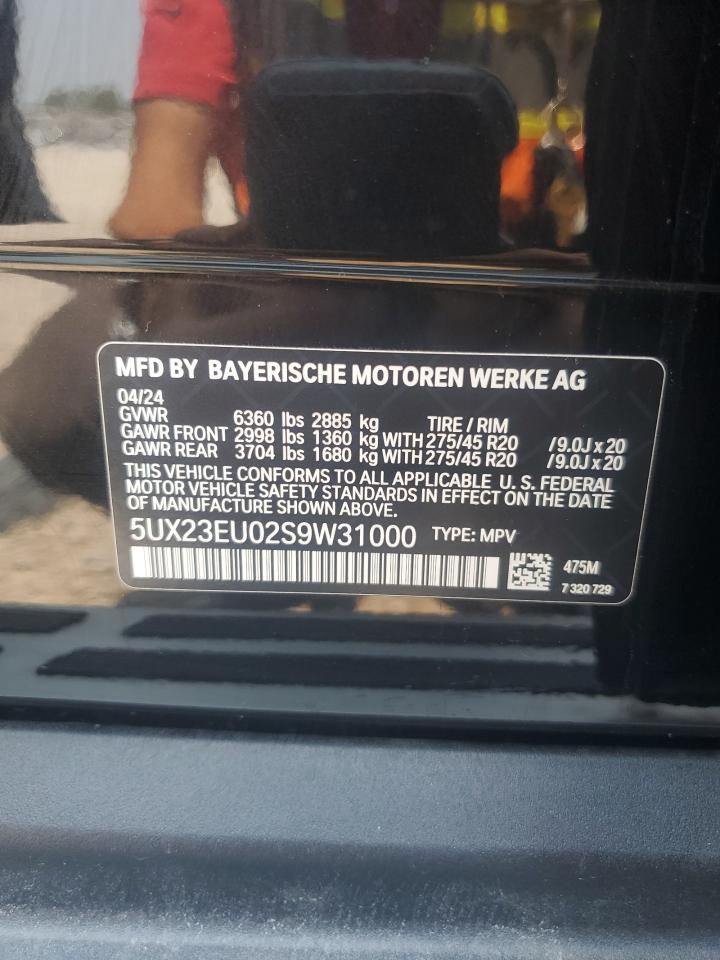 MFD BY BAYERISCHE MOTOREN WERKE AG
04/24
GVWR 6360 lbs 2885 kg TIRE / RIM
GAWR FRONT 2998 lbs 1360 kg WITH 275/45 R20 /9.0J x 20
GAWR REAR 3704 lbs 1680 kg WITH 275/45 R20 /9.0J x 20
THIS VEHICLE CONFORMS TO ALL APPLICABLE U. S. FEDERAL
MOTOR VEHICLE SAFETY STANDARDS IN EFFECT ON THE DATE
OF MANUFACTURE SHOWN ABOVE.
5UX23EU02S9W31000 TYPE: MPV
475M
7 320 729